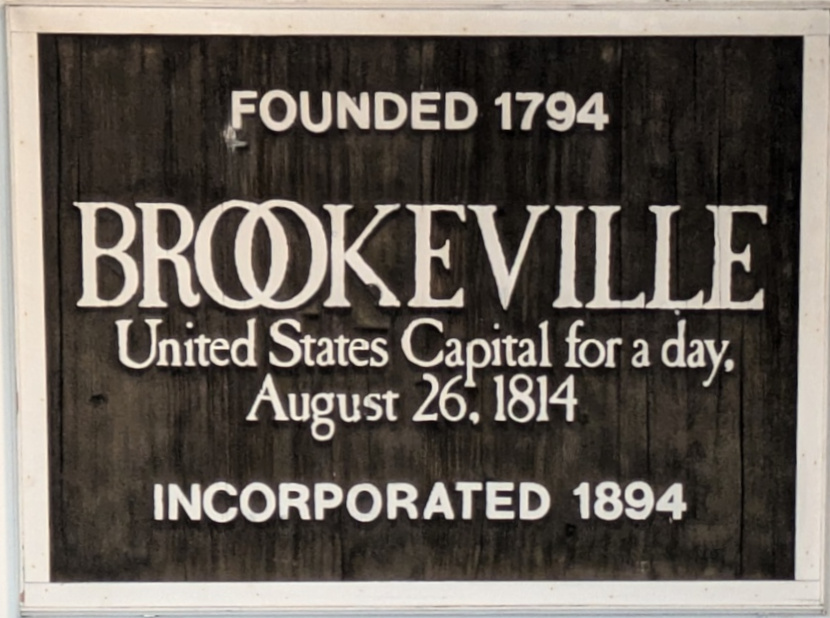 FOUNDED 1794
BROOKEVILLE
United States Capital for a day,
August 26, 1814
INCORPORATED 1894